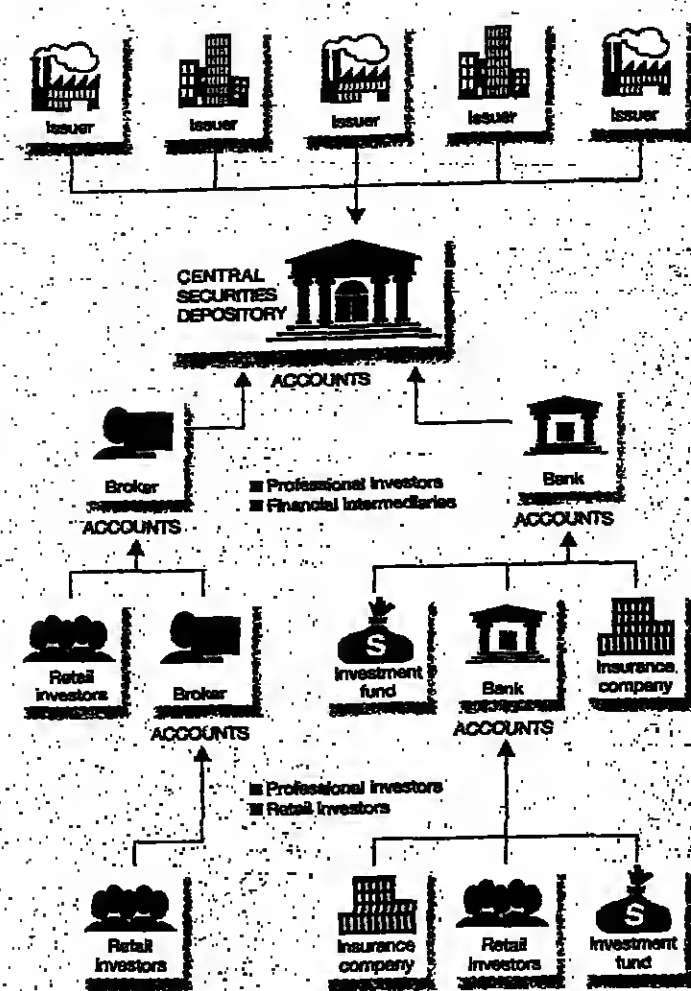 Issuer
Issuer
Issuer
Issuer
Issuer
CENTRAL
SECURITIES
DEPOSITORY
ACCOUNTS
Broker
■ Professional Investors
■ Financial Intermediaries
Bank
ACCOUNTS
ACCOUNTS
Retail
investors
Broker
Investment
fund
Bank
Insurance
company
ACCOUNTS
ACCOUNTS
■ Professional investors
■ Retail Investors
Retail
Investors
Insurance
company
Retail
Investors
Investment
fund